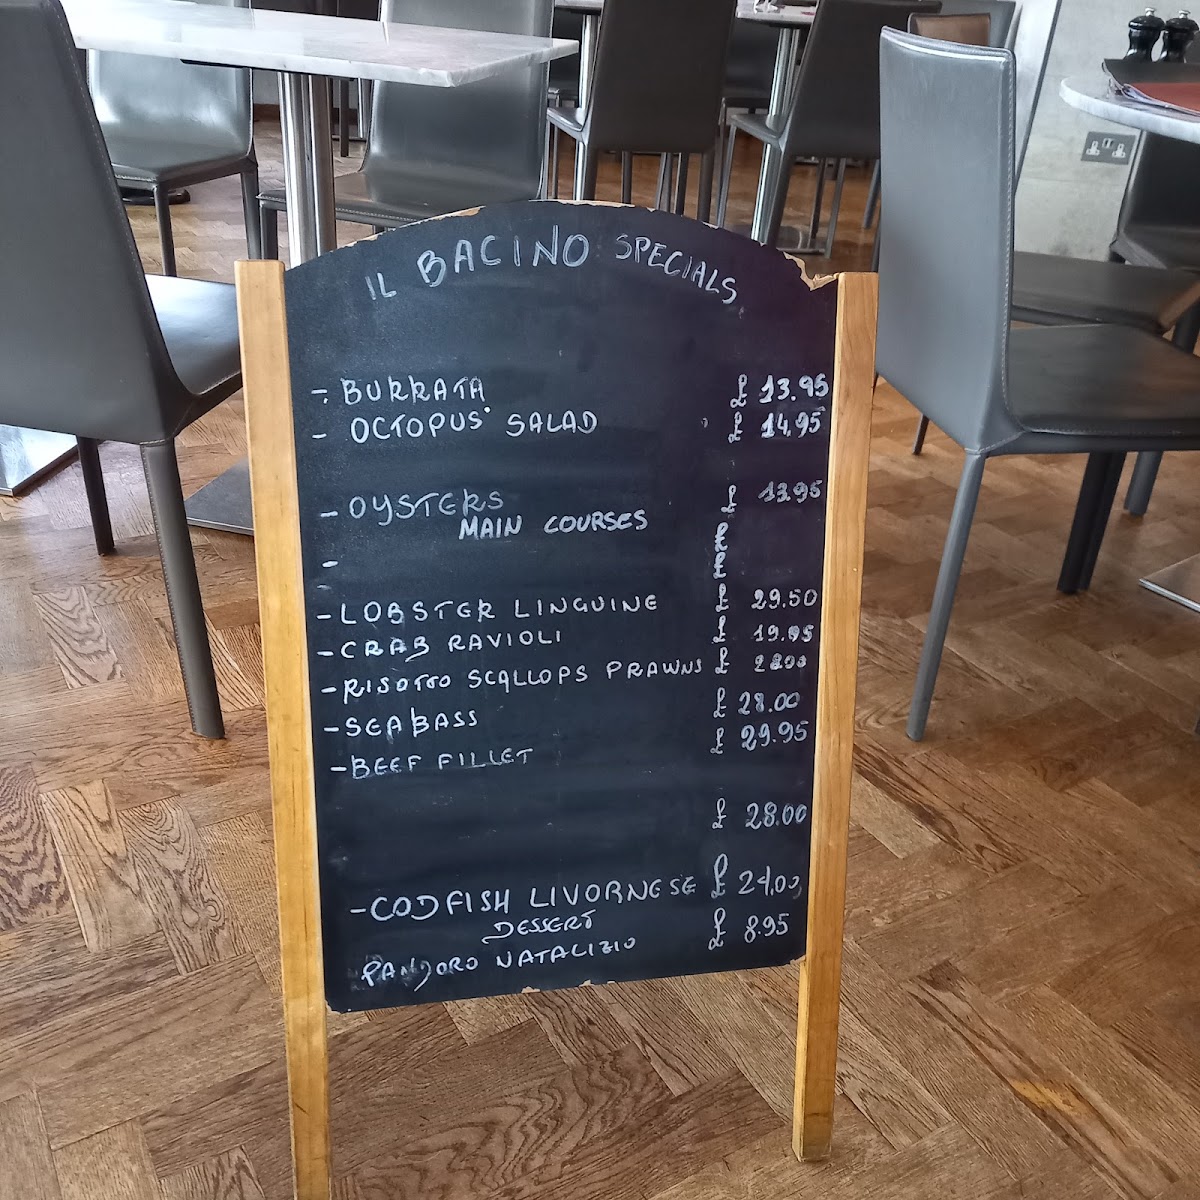 IL BACINO SPECIALS
- BURRATA £ 13.95
- OCTOPUS SALAD £ 14.95
- OYSTERS £ 13.95
MAIN COURSES
-
- LOBSTER LINGUINE £ 29.50
- CRAB RAVIOLI £ 19.95
- RISOTTO SCALLOPS PRAWNS £
- SEABASS £ 28.00
- BEEF FILLET £ 29.95
£ 28.00
- CODFISH LIVORNESE £ 24.00
DESSERT
PANDORO NATALIZIO £ 8.95